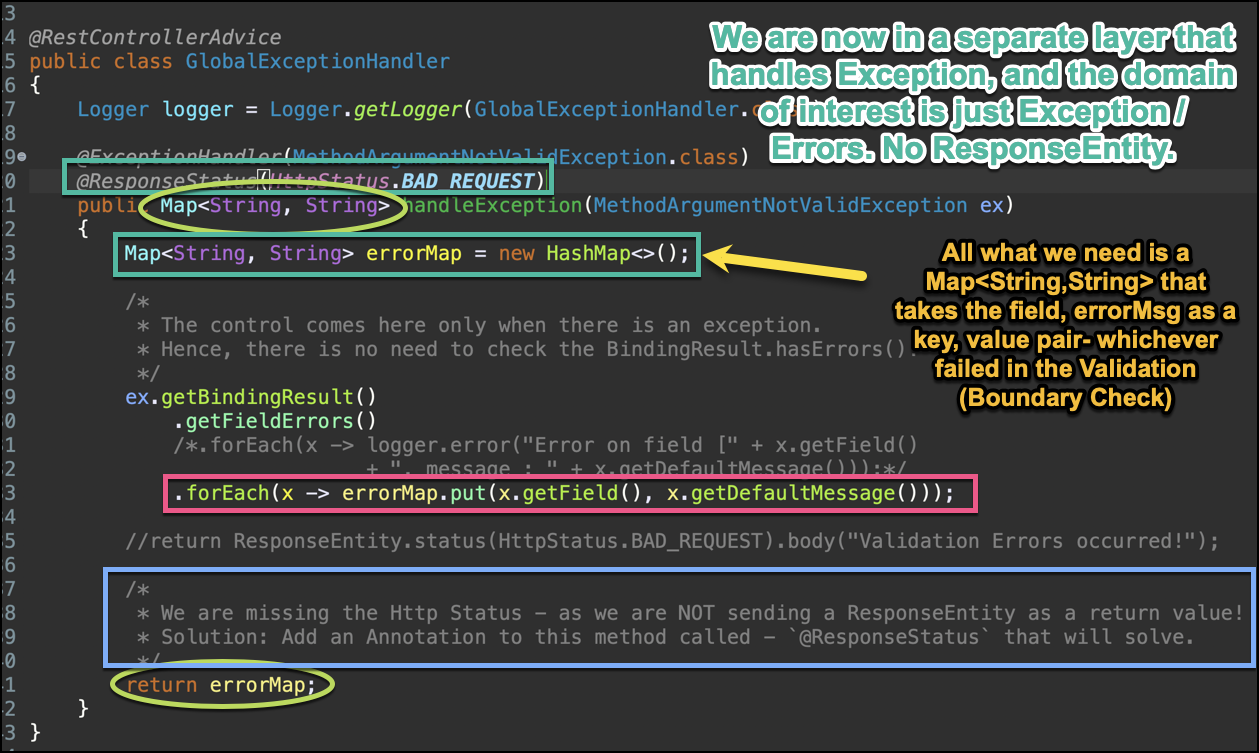 3
4 @RestControllerAdvice
5 public class GlobalExceptionHandler
6 {
7 Logger logger = Logger.getLogger(GlobalExceptionHandler.c
8
9 @ExceptionHandler(MethodArgumentNotValidException.class)
0 @ResponseStatus(HttpStatus.BAD_REQUEST)
1 public Map<String, String> handleException(MethodArgumentNotValidException ex)
2 {
3 Map<String, String> errorMap = new HashMap<>();
4
5 /*
6 * The control comes here only when there is an exception.
7 * Hence, there is no need to check the BindingResult.hasErrors().
8 */
9 ex.getBindingResult()
0 .getFieldErrors()
1 /*.forEach(x -> logger.error("Error on field [" + x.getField()
2 + ", message : " + x.getDefaultMessage()));*/
3 .forEach(x -> errorMap.put(x.getField(), x.getDefaultMessage()));
4
5 //return ResponseEntity.status(HttpStatus.BAD_REQUEST).body("Validation Errors occurred!");
6
7 /*
8 * We are missing the Http Status - as we are NOT sending a ResponseEntity as a return value!
9 * Solution: Add an Annotation to this method called - `@ResponseStatus` that will solve.
0 */
1 return errorMap;
2 }
3 }
We are now in a separate layer that
handles Exception, and the domain
of interest is just Exception /
Errors. No ResponseEntity.
All what we need is a
Map<String,String> that
takes the field, errorMsg as a
key, value pair- whichever
failed in the Validation
(Boundary Check)